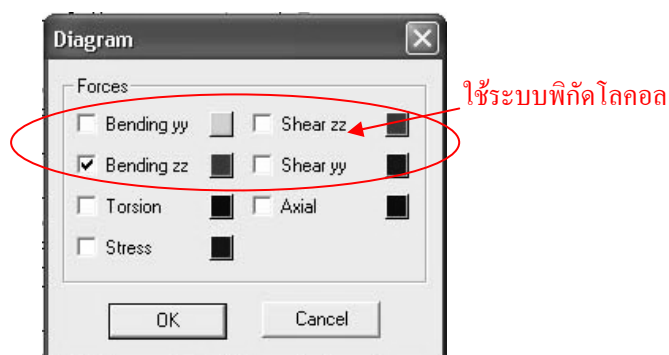 Diagram
Forces
Bending yy Shear zz
Bending zz Shear yy
Torsion Axial
Stress
OK Cancel
ใช้ระบบพิกัดโลคอล